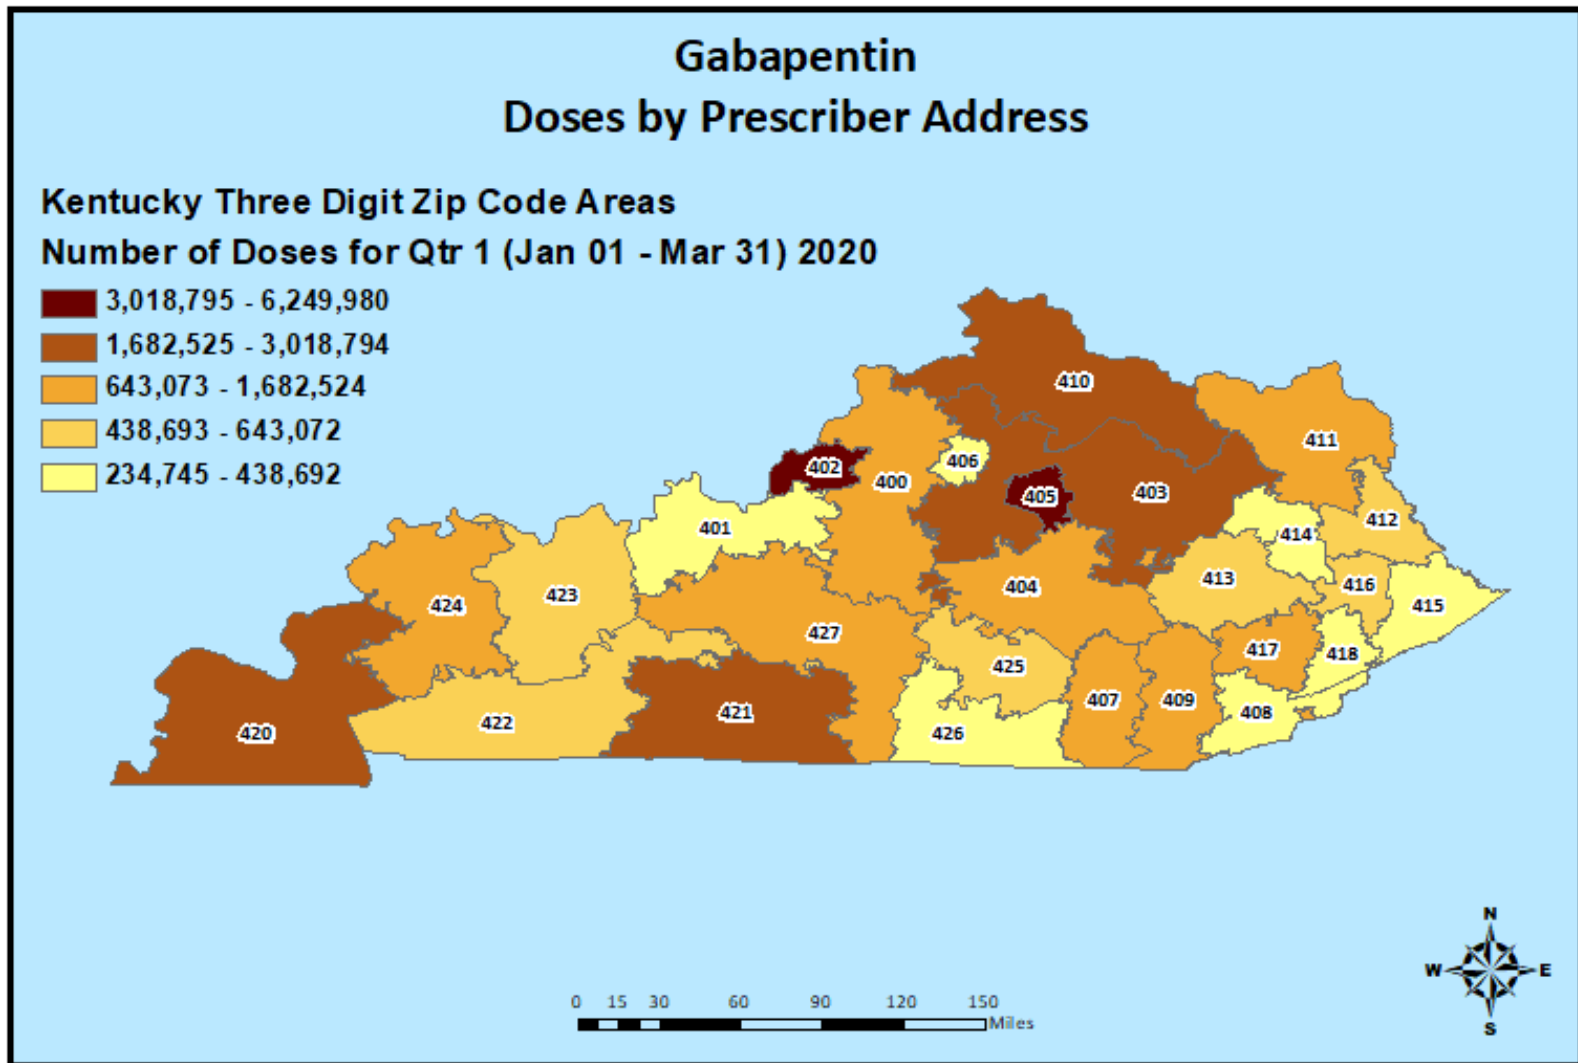 Gabapentin
Doses by Prescriber Address
Kentucky Three Digit Zip Code Areas
Number of Doses for Qtr 1 (Jan 01 - Mar 31) 2020
3,018,795 - 6,249,980
1,682,525 - 3,018,794
643,073 - 1,682,524
438,693 - 643,072
234,745 - 438,692
410
411
402
406
400
405
403
412
401
414
413
416
404
424
423
415
427
417
418
425
407
409
421
408
422
420
426
N
W
E
S
0 15 30 60 90 120 150
Miles